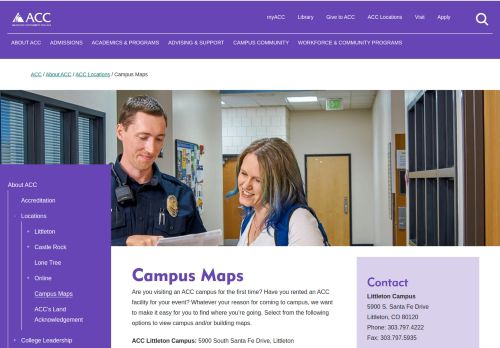 ACC
myACC Library Give to ACC ACC Locations Visit Apply
ABOUT ACC ADMISSIONS ACADEMICS & PROGRAMS ADVISING & SUPPORT CAMPUS COMMUNITY WORKFORCE & COMMUNITY PROGRAMS
ACC / About ACC / ACC Locations / Campus Maps
About ACC
Accreditation
Locations
Littleton
Castle Rock
Lone Tree
Online
Campus Maps
ACC's Land
Acknowledgement
College Leadership
Campus Maps
Are you visiting an ACC campus for the first time? Have you rented an ACC
facility for your event? Whatever your reason for coming to campus, we want
to make it easy for you to find where you're going. Select from the following
options to view campus and/or building maps.
ACC Littleton Campus: 5900 South Santa Fe Drive, Littleton
Contact
Littleton Campus
5900 S. Santa Fe Drive
Littleton, CO 80120
Phone: 303.797.4222
Fax: 303.797.5935